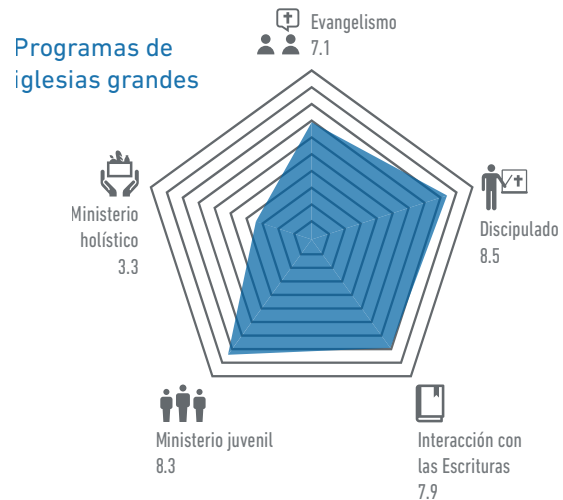 Programas de
iglesias grandes
Evangelismo
7.1
Discipulado
8.5
Interacción con
las Escrituras
7.9
Ministerio juvenil
8.3
Ministerio
holístico
3.3